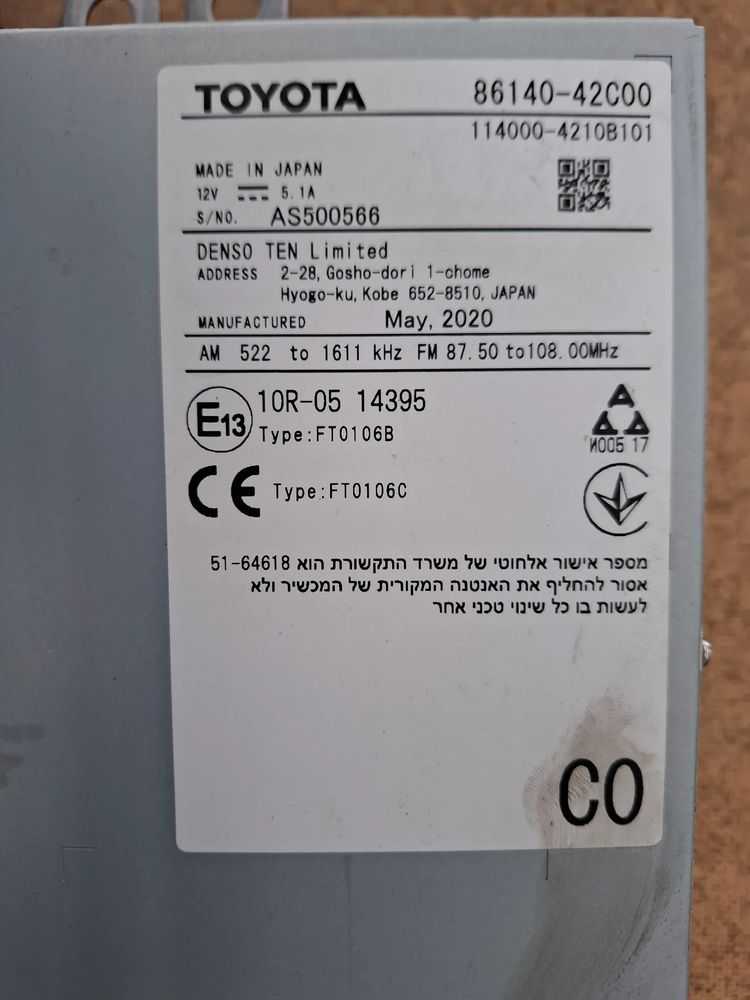 TOYOTA 86140-42C00
114000-4210B101
MADE IN JAPAN
12V 5.1A
S/NO. AS500566
DENSO TEN Limited
ADDRESS 2-28, Gosho-dori 1-chome
Hyogo-ku, Kobe 652-8510, JAPAN
MANUFACTURED May, 2020
AM 522 to 1611 kHz FM 87.50 to108.00MHz
E13 10R-05 14395
Type:FT0106B
И005 17
CE Type:FT0106C
מספר אישור אלחוטי של משרד התקשורת הוא 51-64618
אסור להחליף את האנטנה המקורית של המכשיר ולא
לעשות בו כל שינוי טכני אחר
C0